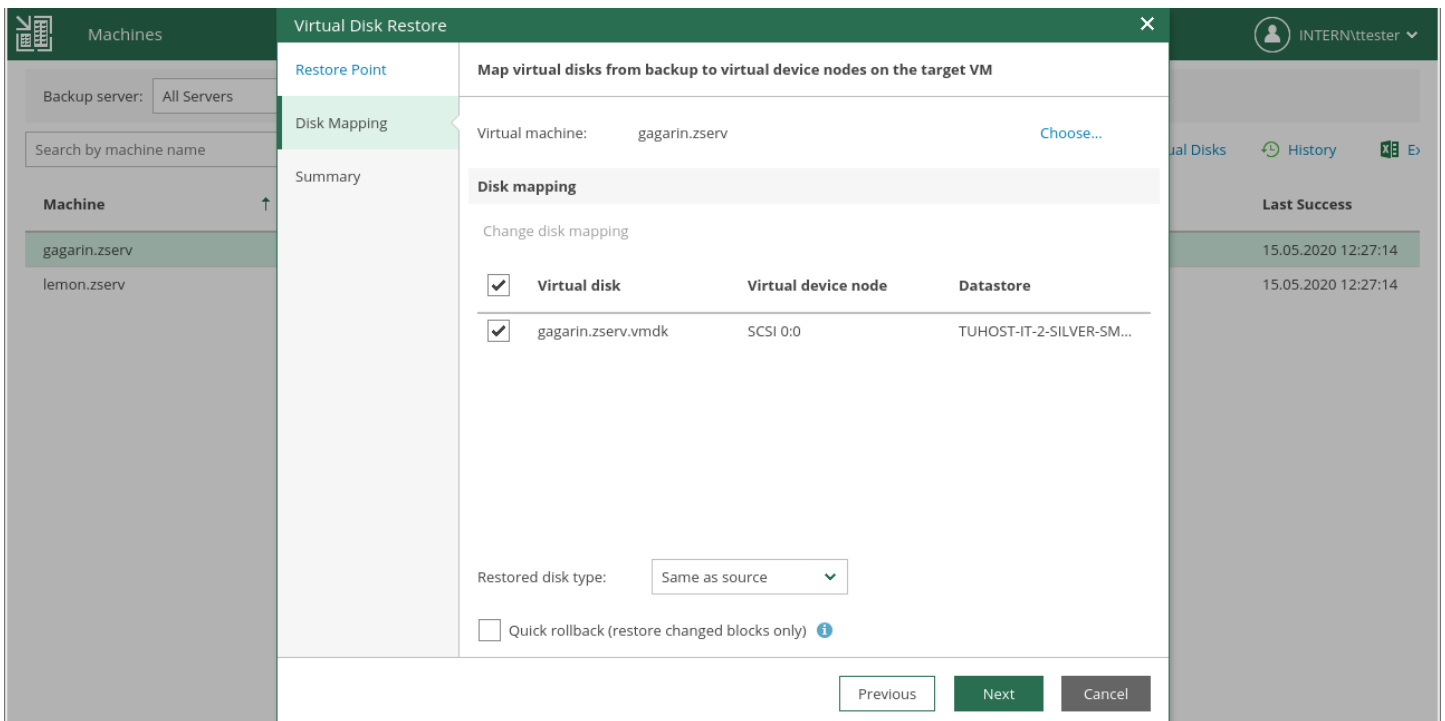 Machines
Virtual Disk Restore
INTERN\ttester
Backup server: All Servers
Search by machine name
ual Disks
History
Machine
Last Success
gagarin.zserv
15.05.2020 12:27:14
lemon.zserv
15.05.2020 12:27:14
Restore Point
Disk Mapping
Summary
Map virtual disks from backup to virtual device nodes on the target VM
Virtual machine: gagarin.zserv Choose...
Disk mapping
Change disk mapping
Virtual disk Virtual device node Datastore
gagarin.zserv.vmdk SCSI 0:0 TUHOST-IT-2-SILVER-SM...
Restored disk type: Same as source
Quick rollback (restore changed blocks only)
Previous Next Cancel